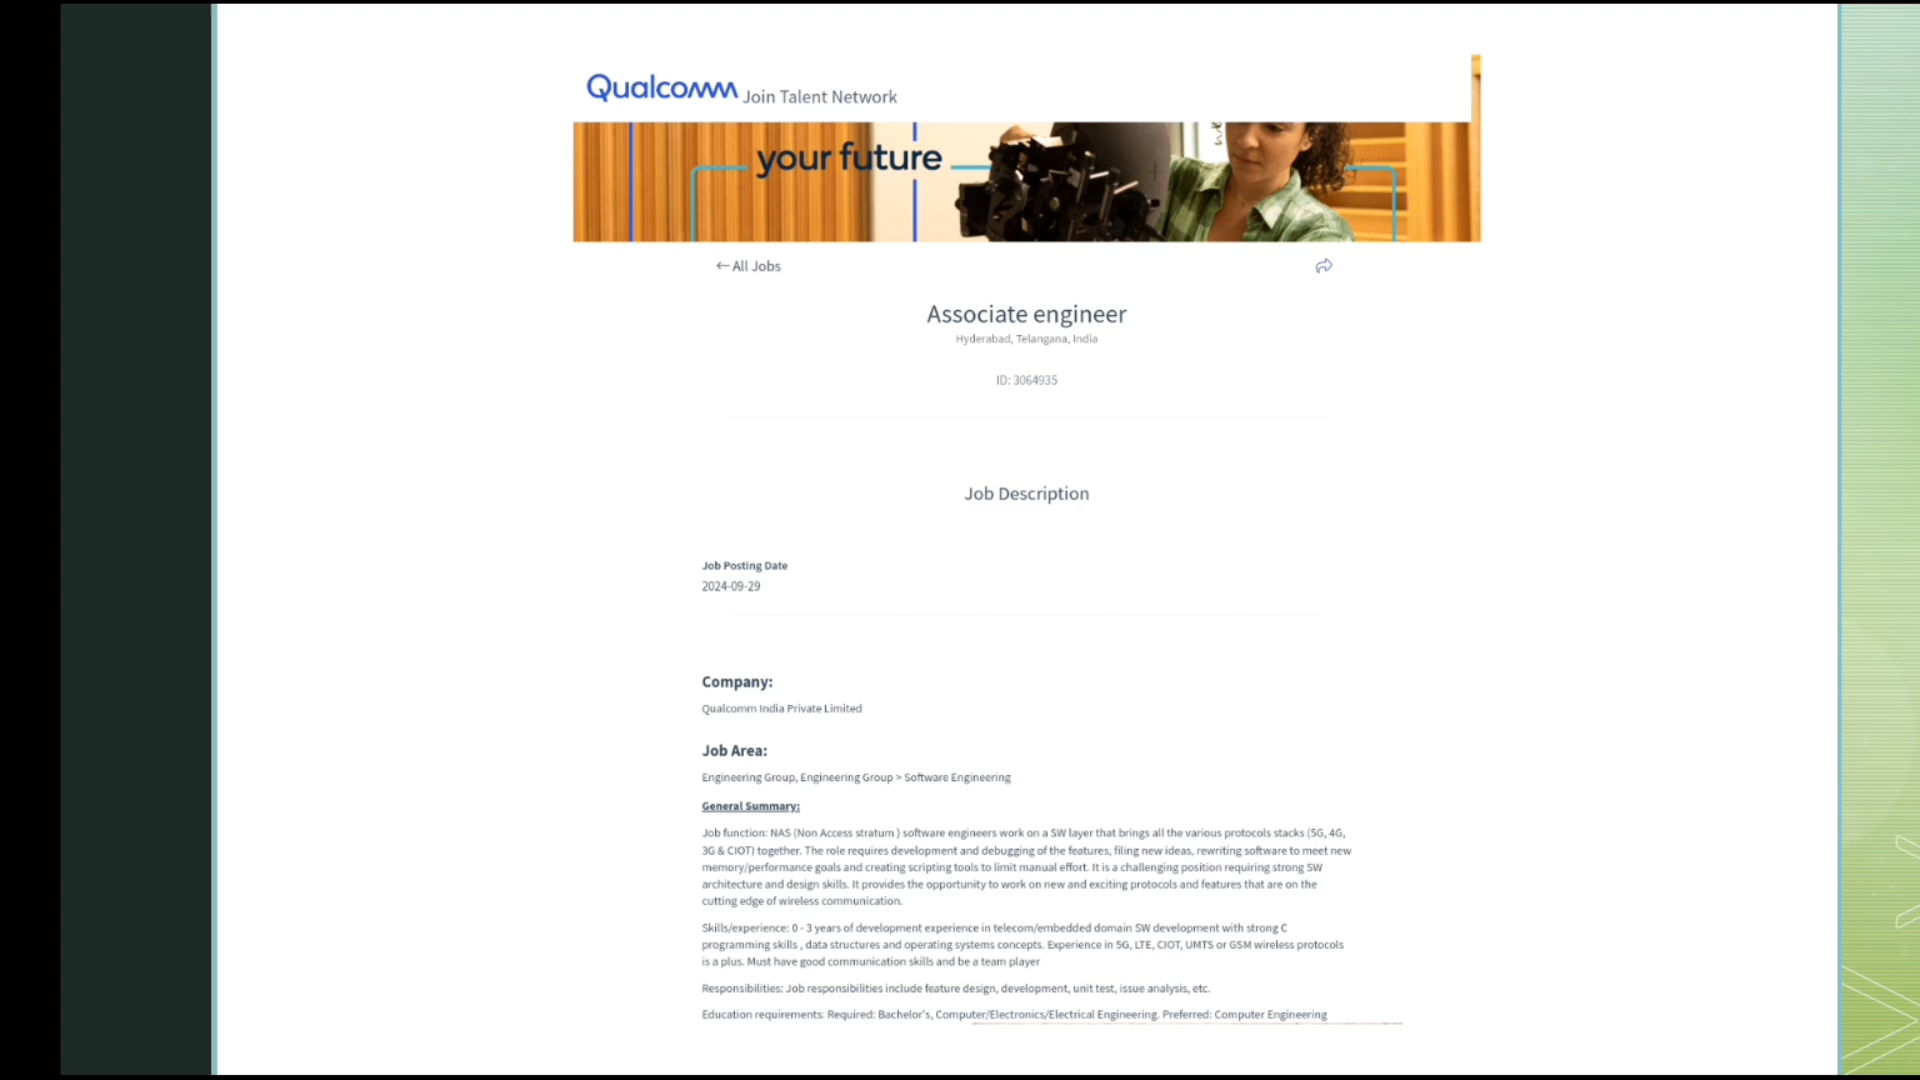 Qualcomm Join Talent Network
your future
← All Jobs
Associate engineer
Hyderabad, Telangana, India
ID: 3064935
Job Description
Job Posting Date
2024-09-29
Company:
Qualcomm India Private Limited
Job Area:
Engineering Group, Engineering Group > Software Engineering
General Summary:
Job function: NAS (Non Access stratum ) software engineers work on a SW layer that brings all the various protocols stacks (5G, 4G,
3G & CIOT) together. The role requires development and debugging of the features, filing new ideas, rewriting software to meet new
memory/performance goals and creating scripting tools to limit manual effort. It is a challenging position requiring strong SW
architecture and design skills. It provides the opportunity to work on new and exciting protocols and features that are on the
cutting edge of wireless communication.
Skills/experience: 0 - 3 years of development experience in telecom/embedded domain SW development with strong C
programming skills , data structures and operating systems concepts. Experience in 5G, LTE, CIOT, UMTS or GSM wireless protocols
is a plus. Must have good communication skills and be a team player
Responsibilities: Job responsibilities include feature design, development, unit test, issue analysis, etc.
Education requirements: Required: Bachelor's, Computer/Electronics/Electrical Engineering. Preferred: Computer Engineering